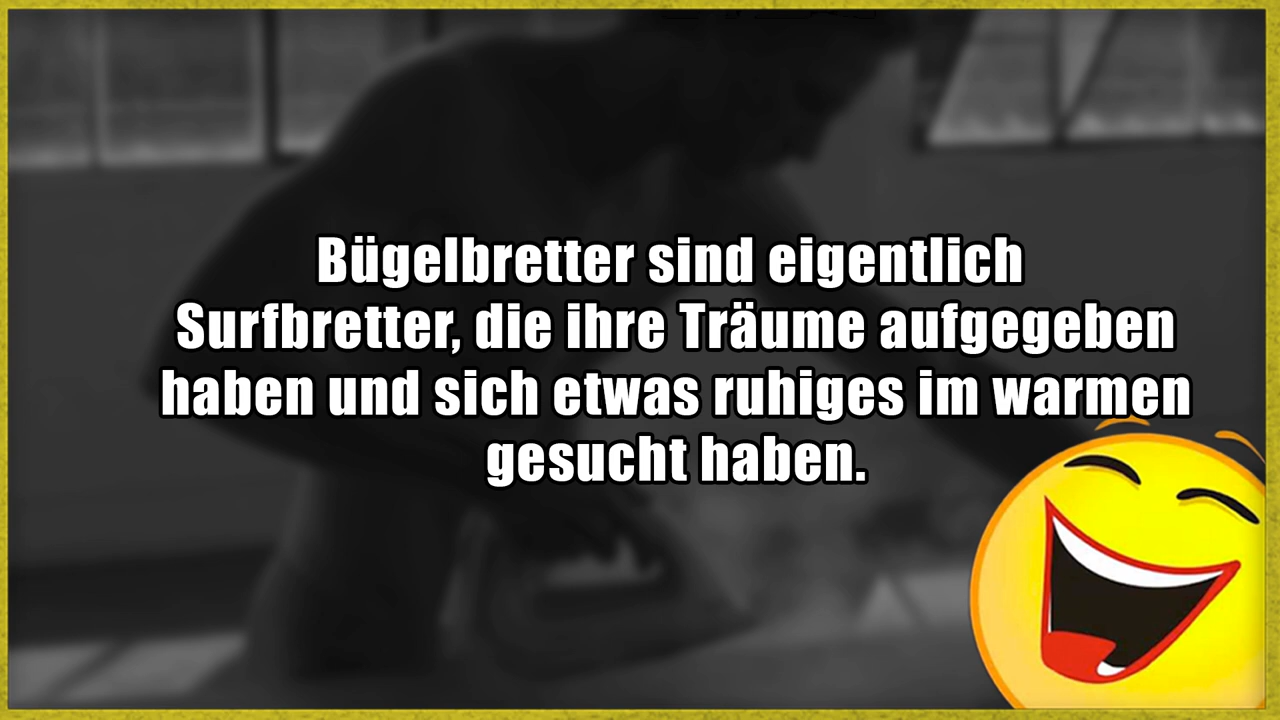 Bügelbretter sind eigentlich
Surfbretter, die ihre Träume aufgegeben
haben und sich etwas ruhiges im warmen
gesucht haben.